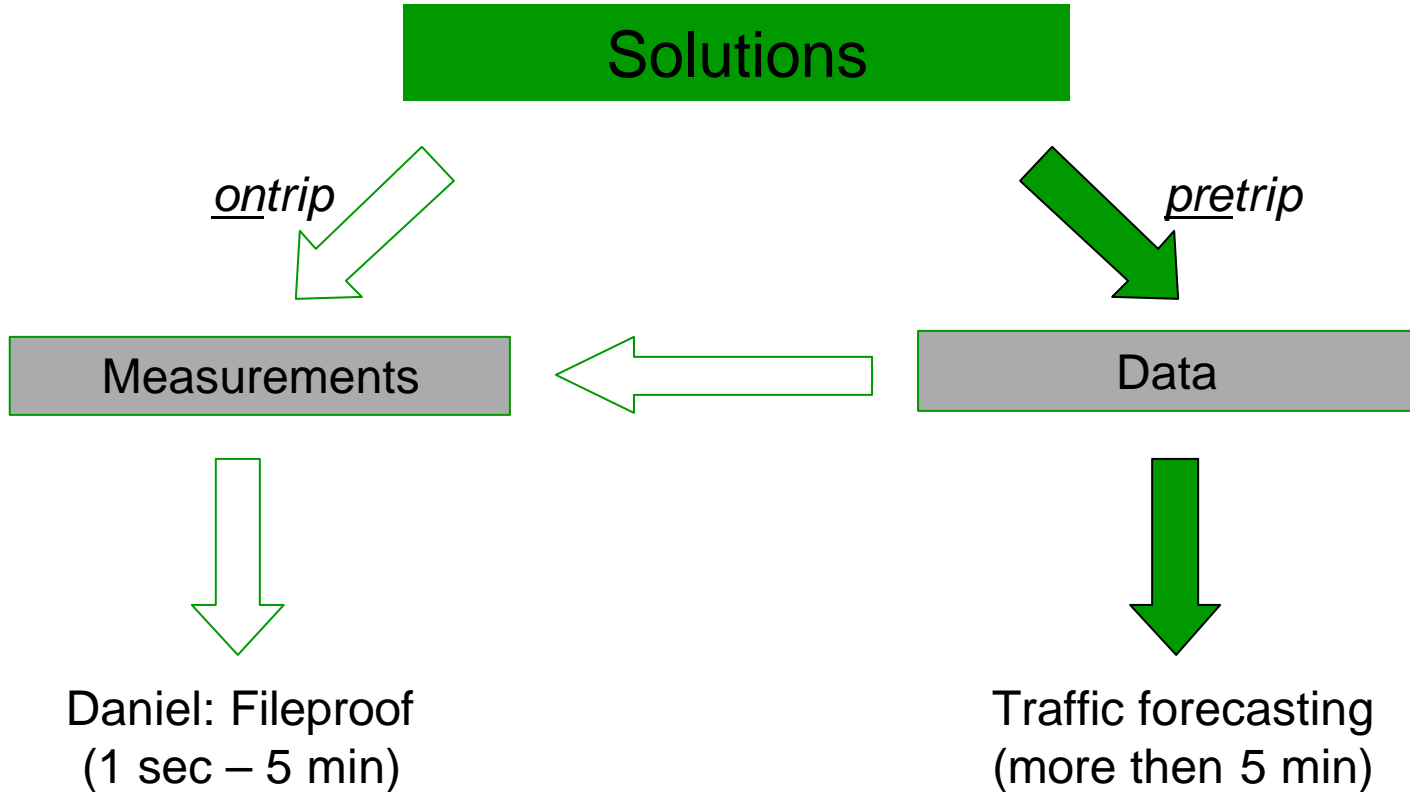 Solutions
ontrip
pretrip
Measurements
Data
Daniel: Fileproof
(1 sec – 5 min)
Traffic forecasting
(more then 5 min)